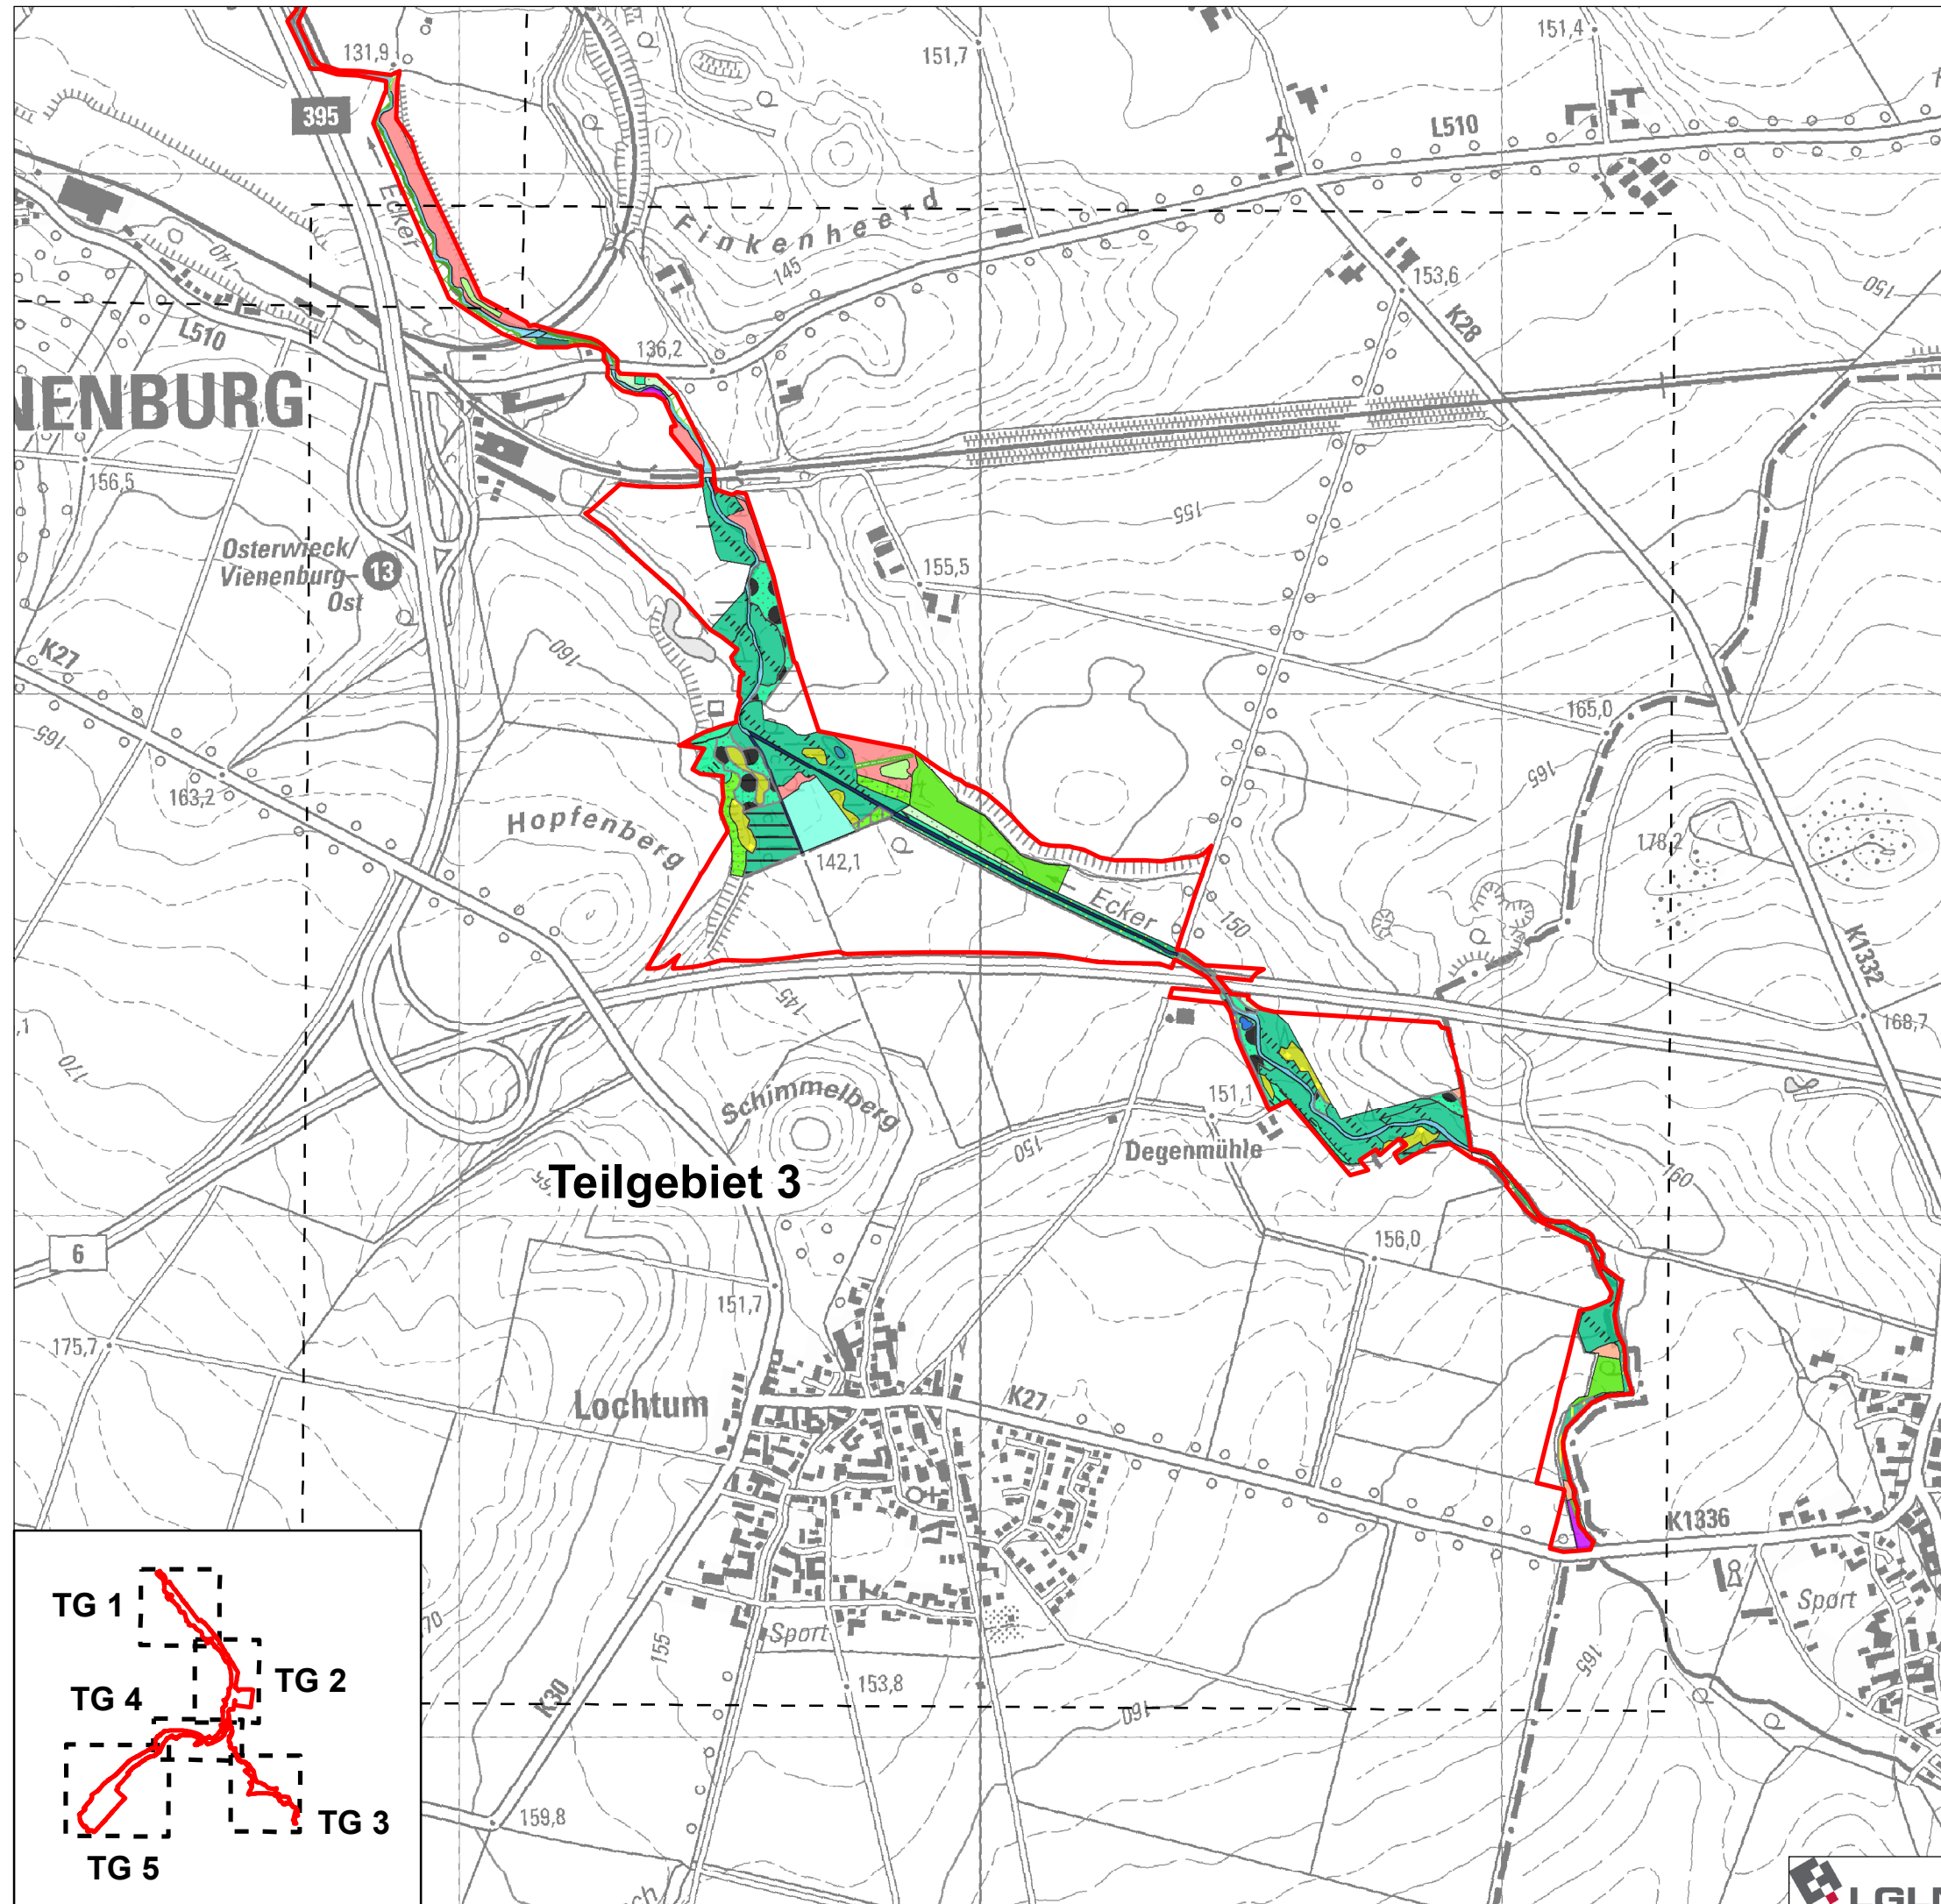 131,9
151,7
151,4
395
L510
Ecker
Finkenheerd
140
145
153,6
150
K28
L510
136,2
NENBURG
156,5
155
Osterwieck/
Vienenburg-
Ost
13
155,5
K27
160
165,0
165
163,2
165
178,2
Hopfenberg
142,1
Ecker
150
K1332
145
,1
168,7
170
Schimmelberg
151,1
150
Degenmühle
160
55
Teilgebiet 3
6
156,0
151,7
175,7
Lochtum
K27
K1336
TG 1
Sport
Sport
70
155
165
TG 2
TG 4
153,8
K30
160
TG 3
159,8
TG 5
ch